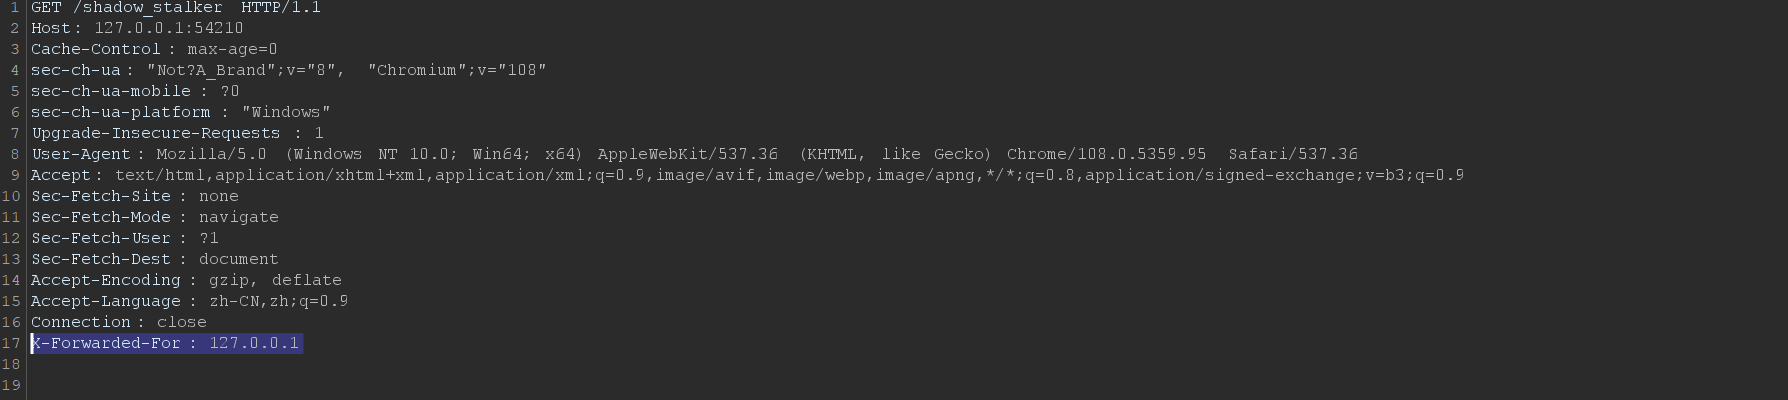 1 GET /shadow_stalker HTTP/1.1
2 Host: 127.0.0.1:54210
3 Cache-Control: max-age=0
4 sec-ch-ua: "Not?A_Brand";v="8", "Chromium";v="108"
5 sec-ch-ua-mobile: ?0
6 sec-ch-ua-platform: "Windows"
7 Upgrade-Insecure-Requests: 1
8 User-Agent: Mozilla/5.0 (Windows NT 10.0; Win64; x64) AppleWebKit/537.36 (KHTML, like Gecko) Chrome/108.0.5359.95 Safari/537.36
9 Accept: text/html,application/xhtml+xml,application/xml;q=0.9,image/avif,image/webp,image/apng,*/*;q=0.8,application/signed-exchange;v=b3;q=0.9
10 Sec-Fetch-Site: none
11 Sec-Fetch-Mode: navigate
12 Sec-Fetch-User: ?1
13 Sec-Fetch-Dest: document
14 Accept-Encoding: gzip, deflate
15 Accept-Language: zh-CN,zh;q=0.9
16 Connection: close
17 X-Forwarded-For: 127.0.0.1
18
19